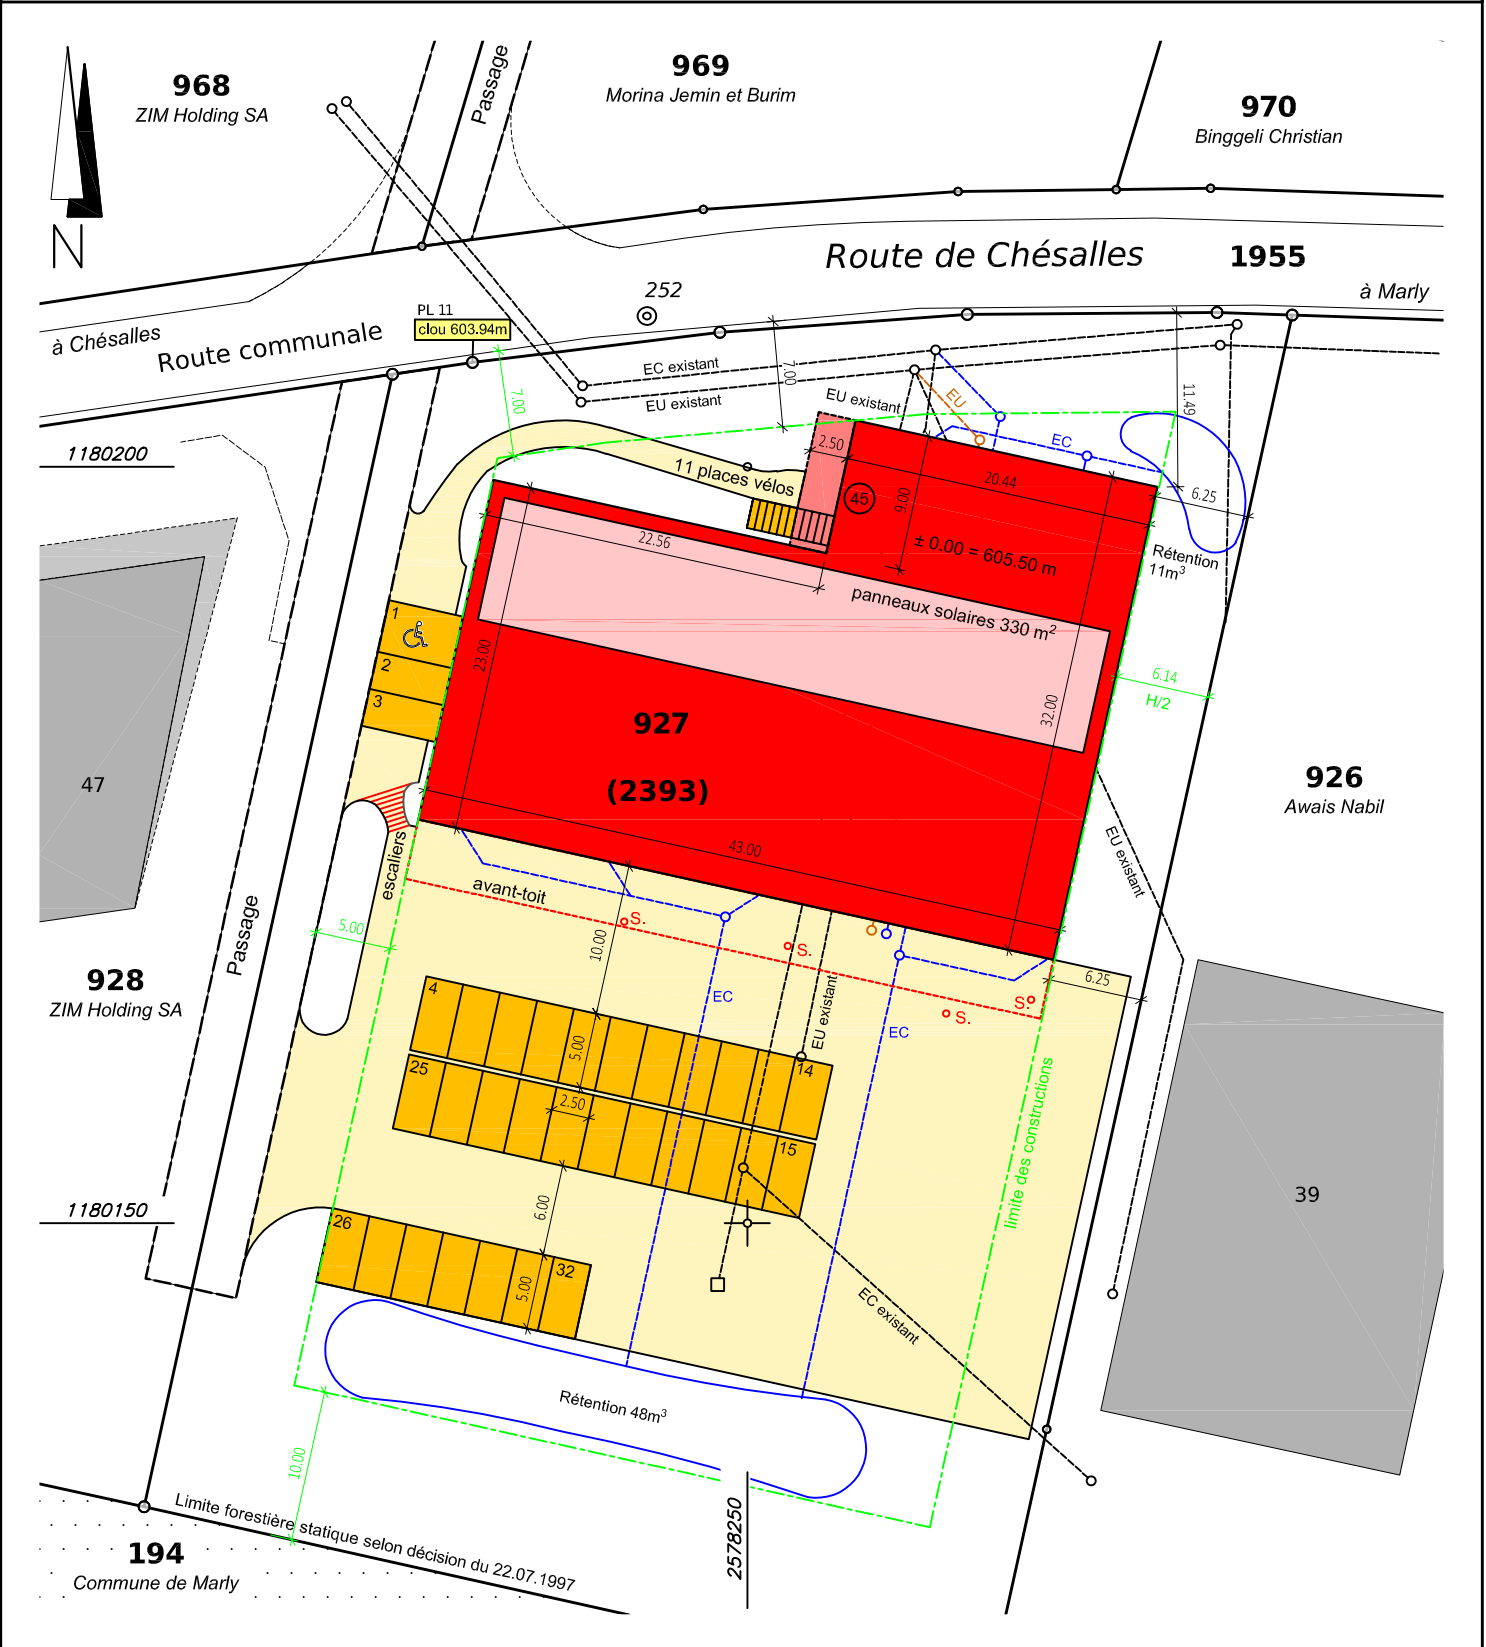 968
ZIM Holding SA
Passage
969
Morina Jemin et Burim
970
Binggeli Christian
N
Route de Chésalles
1955
à Marly
252
PL 11
clou 603.94m
à Chésalles
Route communale
EC existant
EU existant
7.00
7.00
EU existant
EU
EC
11.49
1180200
11 places vélos
2.50
45
9.00
20.44
6.25
22.56
± 0.00 = 605.50 m
Rétention
11m³
panneaux solaires 330 m²
1
2
3
23.00
32.00
6.14
H/2
927
(2393)
47
926
Awais Nabil
43.00
EU existant
escaliers
avant-toit
S.
S.
S.
S.
5.00
10.00
Passage
928
ZIM Holding SA
6.25
EC
EU existant
EC
4
14
5.00
25
2.50
15
limite des constructions
39
1180150
6.00
26
32
5.00
EC existant
Rétention 48m³
10.00
Limite forestière statique selon décision du 22.07.1997
2578250
194
Commune de Marly